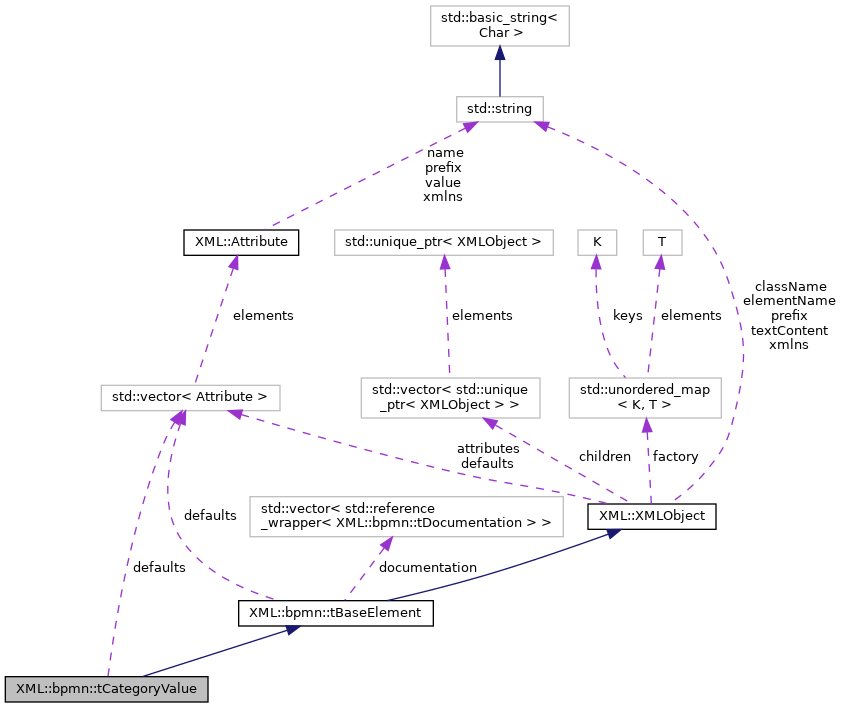 std::basic_string<
Char >
std::string
name
prefix
value
xmlns
XML::Attribute
std::unique_ptr< XMLObject >
K
T
className
elementName
prefix
textContent
xmlns
elements
elements
keys
elements
std::vector< Attribute >
std::vector< std::unique
_ptr< XMLObject > >
std::unordered_map
< K, T >
attributes
defaults
children
factory
defaults
std::vector< std::reference
_wrapper< XML::bpmn::tDocumentation > >
XML::XMLObject
defaults
documentation
XML::bpmn::tBaseElement
XML::bpmn::tCategoryValue